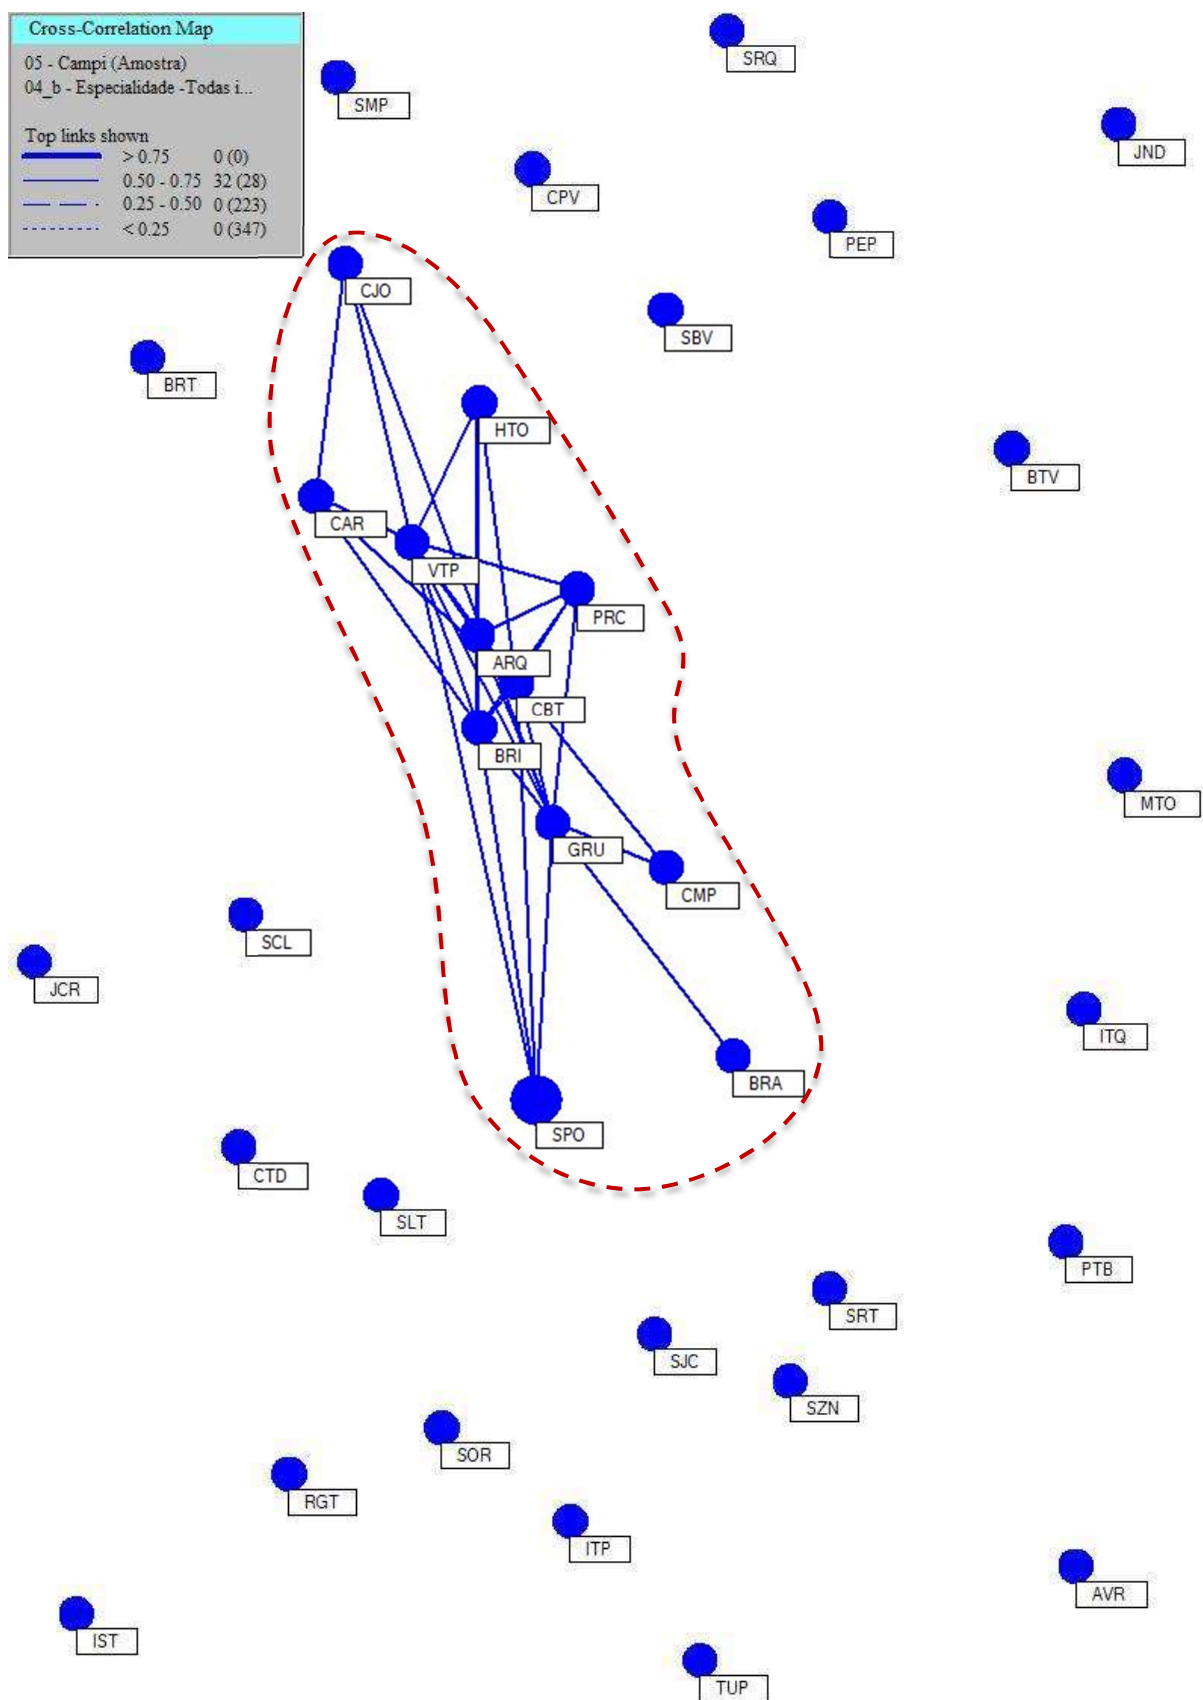 Cross-Correlation Map
05 - Campi (Amostra)
04_b - Especialidade -Todas i...
Top links shown
> 0.75 0 (0)
0.50 - 0.75 32 (28)
0.25 - 0.50 0 (223)
< 0.25 0 (347)
SRQ
SMP
JND
CPV
PEP
CJO
SBV
BRT
HTO
BTV
CAR
VTP
PRC
ARQ
CBT
BRI
MTO
GRU
CMP
SCL
JCR
ITQ
BRA
SPO
CTD
SLT
PTB
SRT
SJC
SZN
SOR
RGT
ITP
AVR
IST
TUP